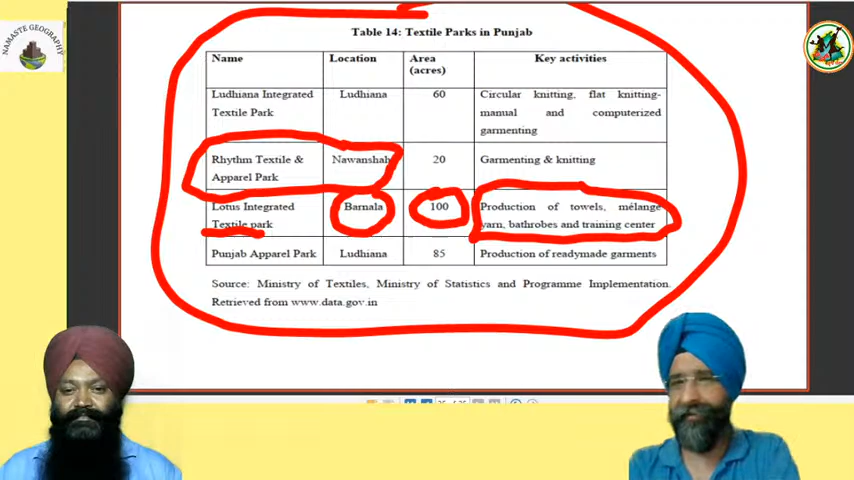 NAMASTE GEOGRAPHY
Table 14: Textile Parks in Punjab
Name Location Area Key activities
(acres)
Ludhiana Integrated Ludhiana 60 Circular knitting, flat knitting-
Textile Park manual and computerized
garmenting
Rhythm Textile & Nawanshah 20 Garmenting & knitting
Apparel Park
Lotus Integrated Barnala 100 Production of towels, mélange
Textile park yarn, bathrobes and training center
Punjab Apparel Park Ludhiana 85 Production of readymade garments
Source: Ministry of Textiles, Ministry of Statistics and Programme Implementation.
Retrieved from www.data.gov.in